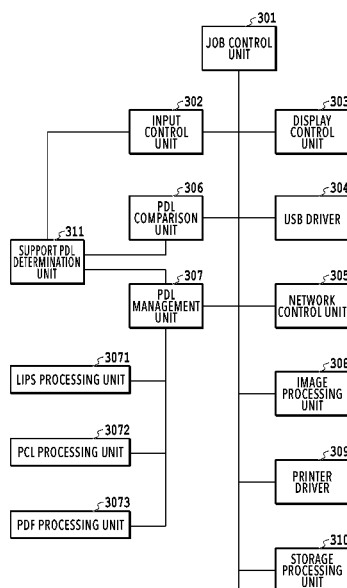 301
JOB CONTROL
UNIT
302
INPUT
CONTROL
UNIT
303
DISPLAY
CONTROL
UNIT
306
PDL
COMPARISON
UNIT
304
USB DRIVER
311
SUPPORT PDL
DETERMINATION
UNIT
307
PDL
MANAGEMENT
UNIT
305
NETWORK
CONTROL UNIT
3071
LIPS PROCESSING UNIT
308
IMAGE
PROCESSING
UNIT
3072
PCL PROCESSING UNIT
309
PRINTER
DRIVER
3073
PDF PROCESSING UNIT
310
STORAGE
PROCESSING
UNIT